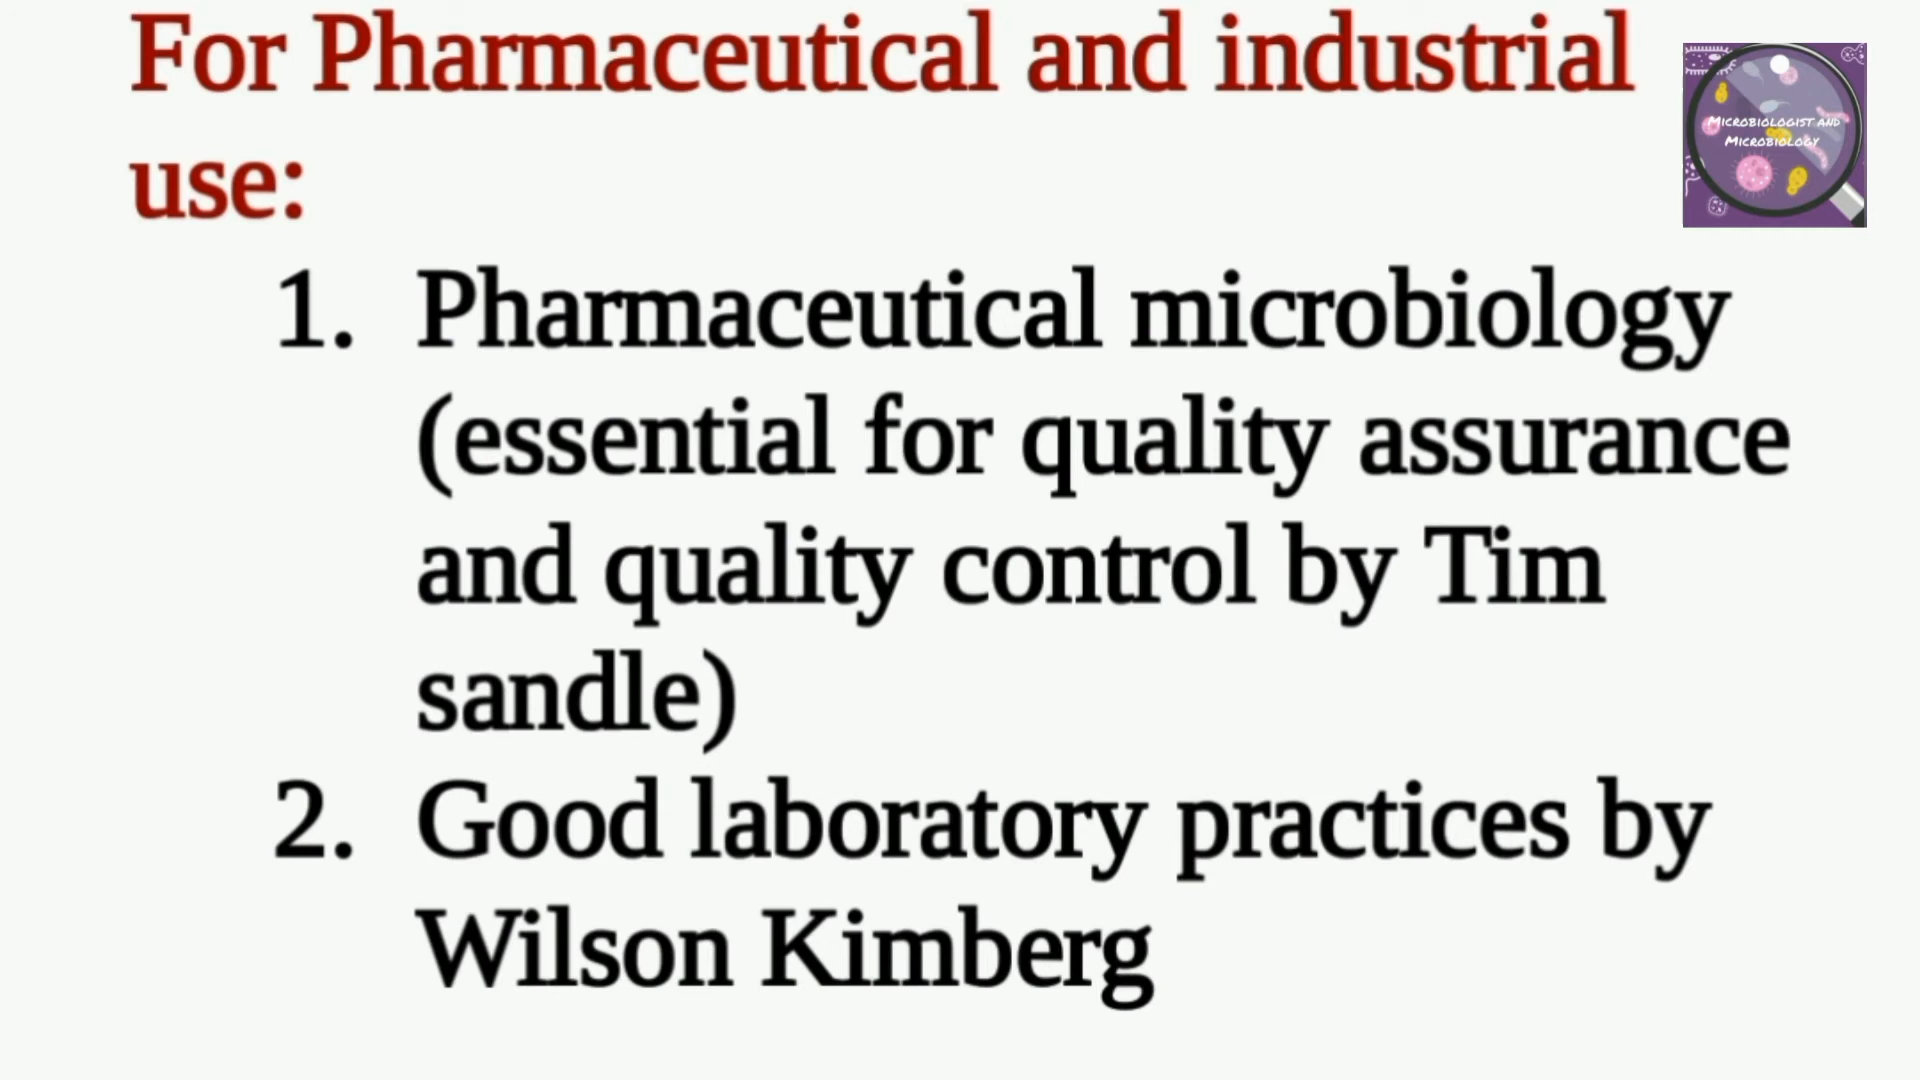 For Pharmaceutical and industrial
use:
1. Pharmaceutical microbiology
(essential for quality assurance
and quality control by Tim
sandle)
2. Good laboratory practices by
Wilson Kimberg
Microbiologist and
Microbiology